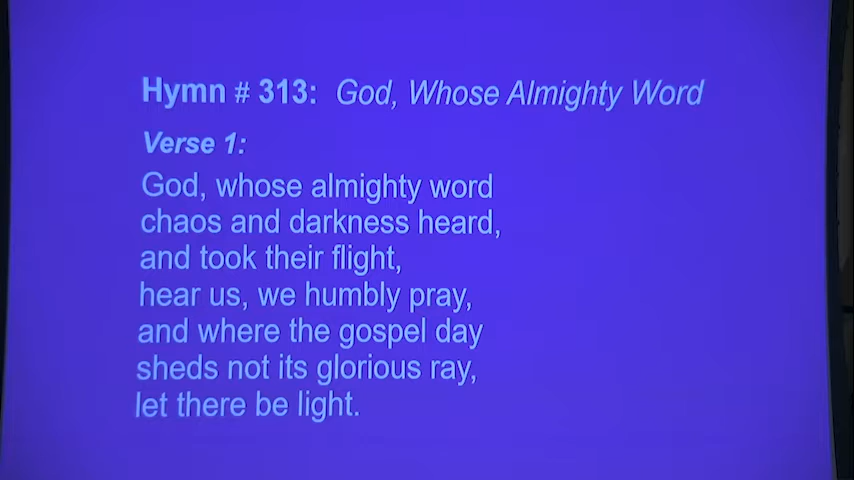 Hymn # 313: God, Whose Almighty Word
Verse 1:
God, whose almighty word
chaos and darkness heard,
and took their flight,
hear us, we humbly pray,
and where the gospel day
sheds not its glorious ray,
let there be light.